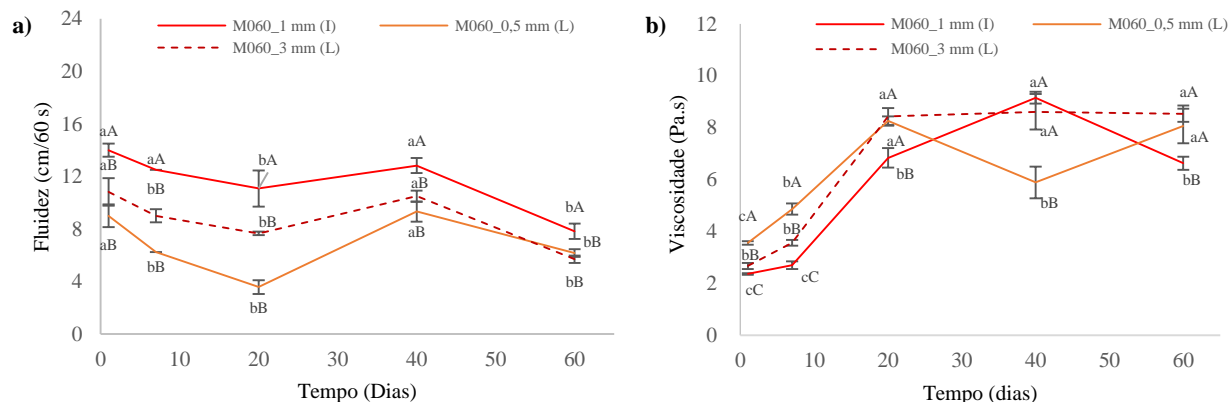 a)
M060_1 mm (I)
M060_0,5 mm (L)
M060_3 mm (L)
24
20
16
12
8
4
0
Fluidez (cm/60 s)
aA
aB
aB
aA
bB
bB
bA
bB
bB
aA
aB
aB
bA
bB
bB
0
10
20
30
40
50
60
Tempo (Dias)
b)
M060_1 mm (I)
M060_0,5 mm (L)
M060_3 mm (L)
12
10
8
6
4
2
0
Viscosidade (Pa.s)
cA
bB
cC
bA
bB
cC
aA
aA
bB
aA
aA
bB
aA
aA
bB
0
10
20
30
40
50
60
Tempo (dias)